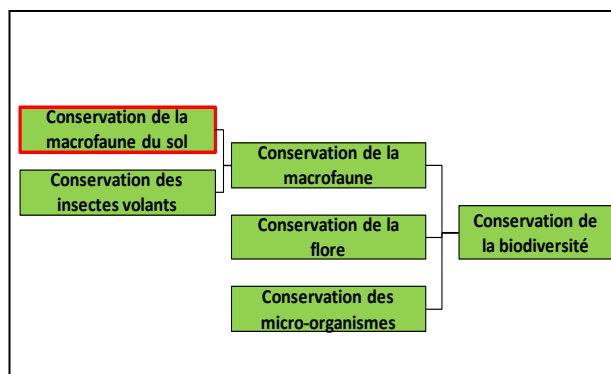 Conservation de la
macrofaune du sol
Conservation des
insectes volants
Conservation de la
macrofaune
Conservation de la
flore
Conservation des
micro-organismes
Conservation de
la biodiversité